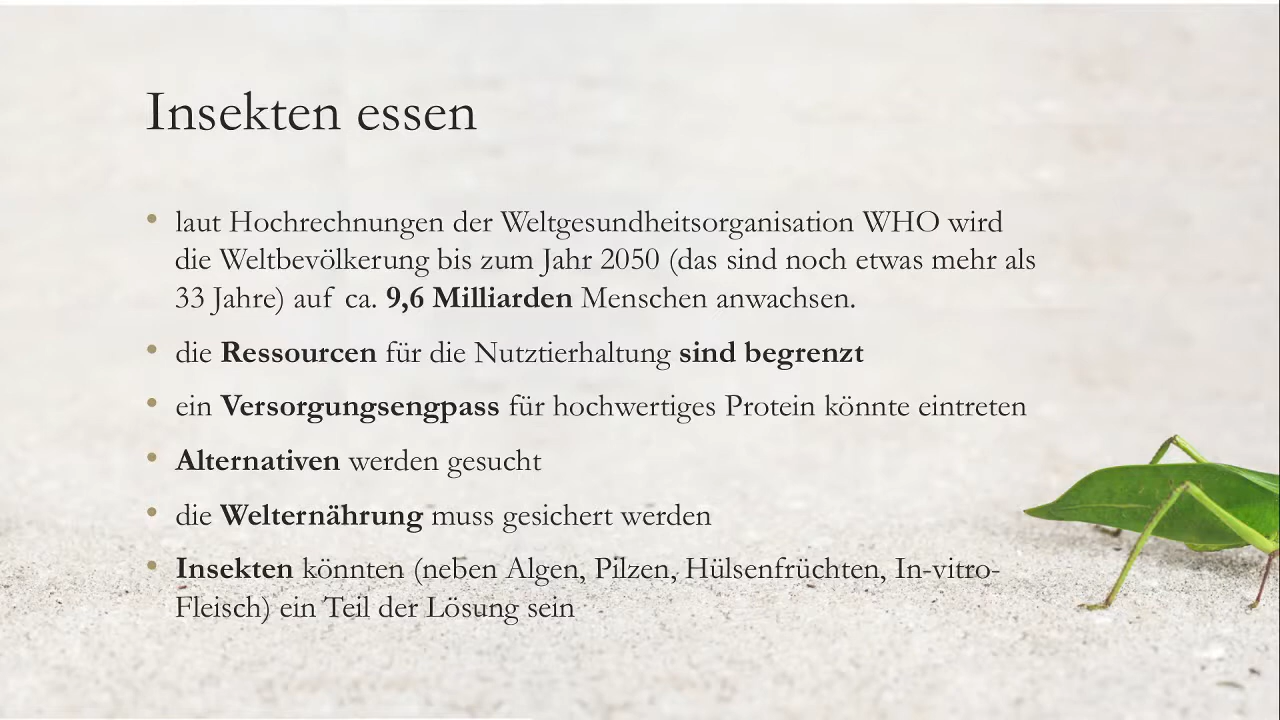 Insekten essen
• laut Hochrechnungen der Weltgesundheitsorganisation WHO wird
die Weltbevölkerung bis zum Jahr 2050 (das sind noch etwas mehr als
33 Jahre) auf ca. 9,6 Milliarden Menschen anwachsen.
• die Ressourcen für die Nutztierhaltung sind begrenzt
• ein Versorgungsengpass für hochwertiges Protein könnte eintreten
• Alternativen werden gesucht
• die Welternährung muss gesichert werden
• Insekten könnten (neben Algen, Pilzen, Hülsenfrüchten, In-vitro-
Fleisch) ein Teil der Lösung sein